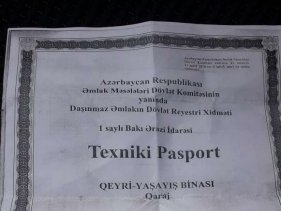 Azərbaycan Respublikası
Əmlak Məsələləri Dövlət Komitəsinin
yanında
Daşınmaz Əmlakın Dövlət Reyestri Xidməti
1 saylı Bakı Ərazi İdarəsi
Texniki Pasport
QEYRİ-YAŞAYIŞ BİNASI
Qaraj